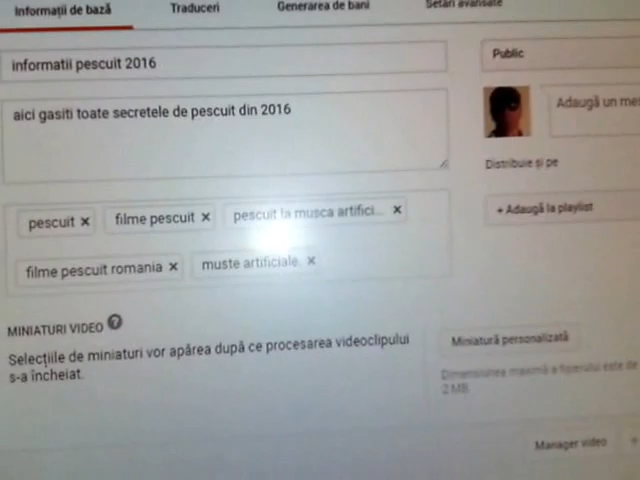 Informații de bază
Traduceri
Generarea de bani
Setări avansate
informatii pescuit 2016
Public
aici gasiti toate secretele de pescuit din 2016
Adaugă un
Distribuie și pe
pescuit ×
filme pescuit ×
pescuit la musca artifici... ×
+ Adaugă la playlist
filme pescuit romania ×
muste artificiale. ×
MINIATURI VIDEO ?
Selecțiile de miniaturi vor apărea după ce procesarea videoclipului
s-a încheiat.
Miniatură personalizată
Dimensiunea maximă a fișierului este de
2 MB.
Manager video
+